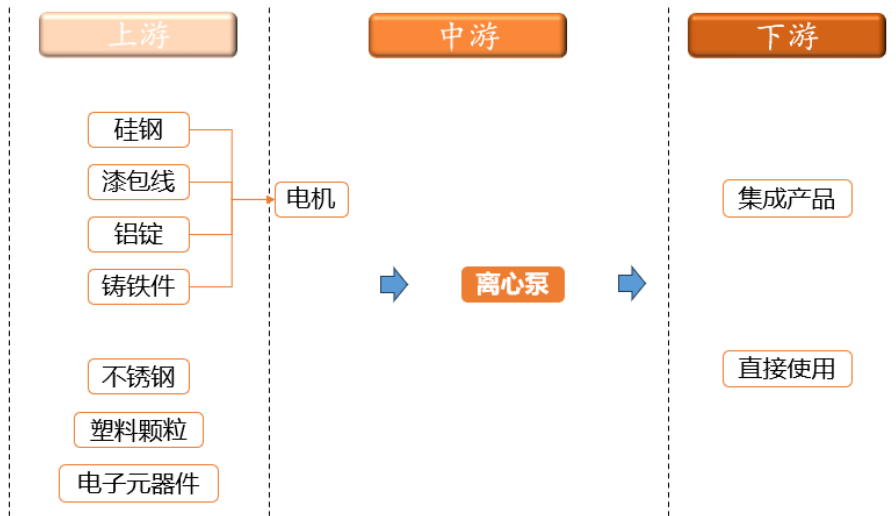 上游
中游
下游
硅钢
漆包线
铝锭
铸铁件
不锈钢
塑料颗粒
电子元器件
电机
离心泵
集成产品
直接使用